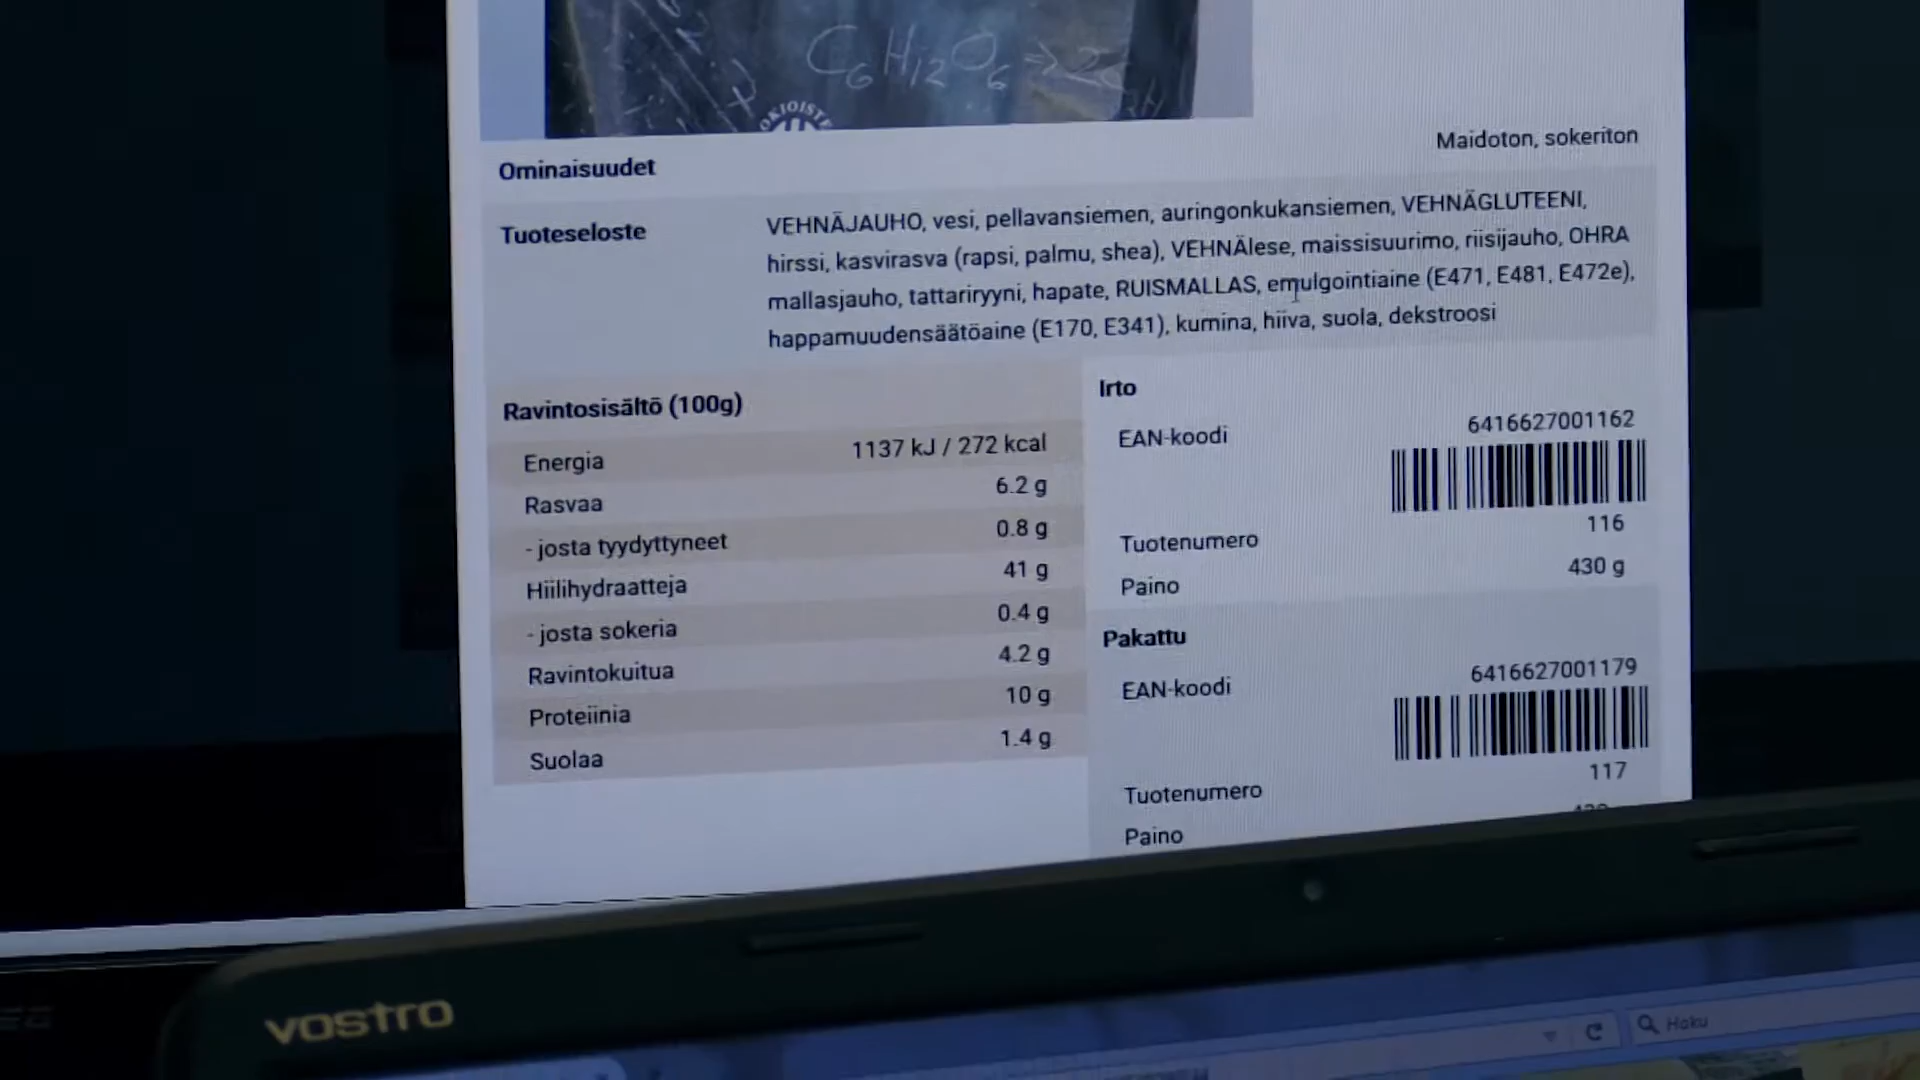 C6H12O6 => 2C
OKJOISTE
Ominaisuudet
Maidoton, sokeriton
Tuoteseloste
VEHNÄJAUHO, vesi, pellavansiemen, auringonkukansiemen, VEHNÄGLUTEENI,
hirssi, kasvirasva (rapsi, palmu, shea), VEHNÄlese, maissisuurimo, riisijauho, OHRA
mallasjauho, tattariryyni, hapate, RUISMALLAS, emulgointiaine (E471, E481, E472e),
happamuudensäätöaine (E170, E341), kumina, hiiva, suola, dekstroosi
Ravintosisältö (100g)
Energia 1137 kJ / 272 kcal
Rasvaa 6.2 g
- josta tyydyttyneet 0.8 g
Hiilihydraatteja 41 g
- josta sokeria 0.4 g
Ravintokuitua 4.2 g
Proteiinia 10 g
Suolaa 1.4 g
Irto
EAN-koodi 6416627001162
Tuotenumero 116
Paino 430 g
Pakattu
EAN-koodi 6416627001179
Tuotenumero 117
Paino
vostro
Haku